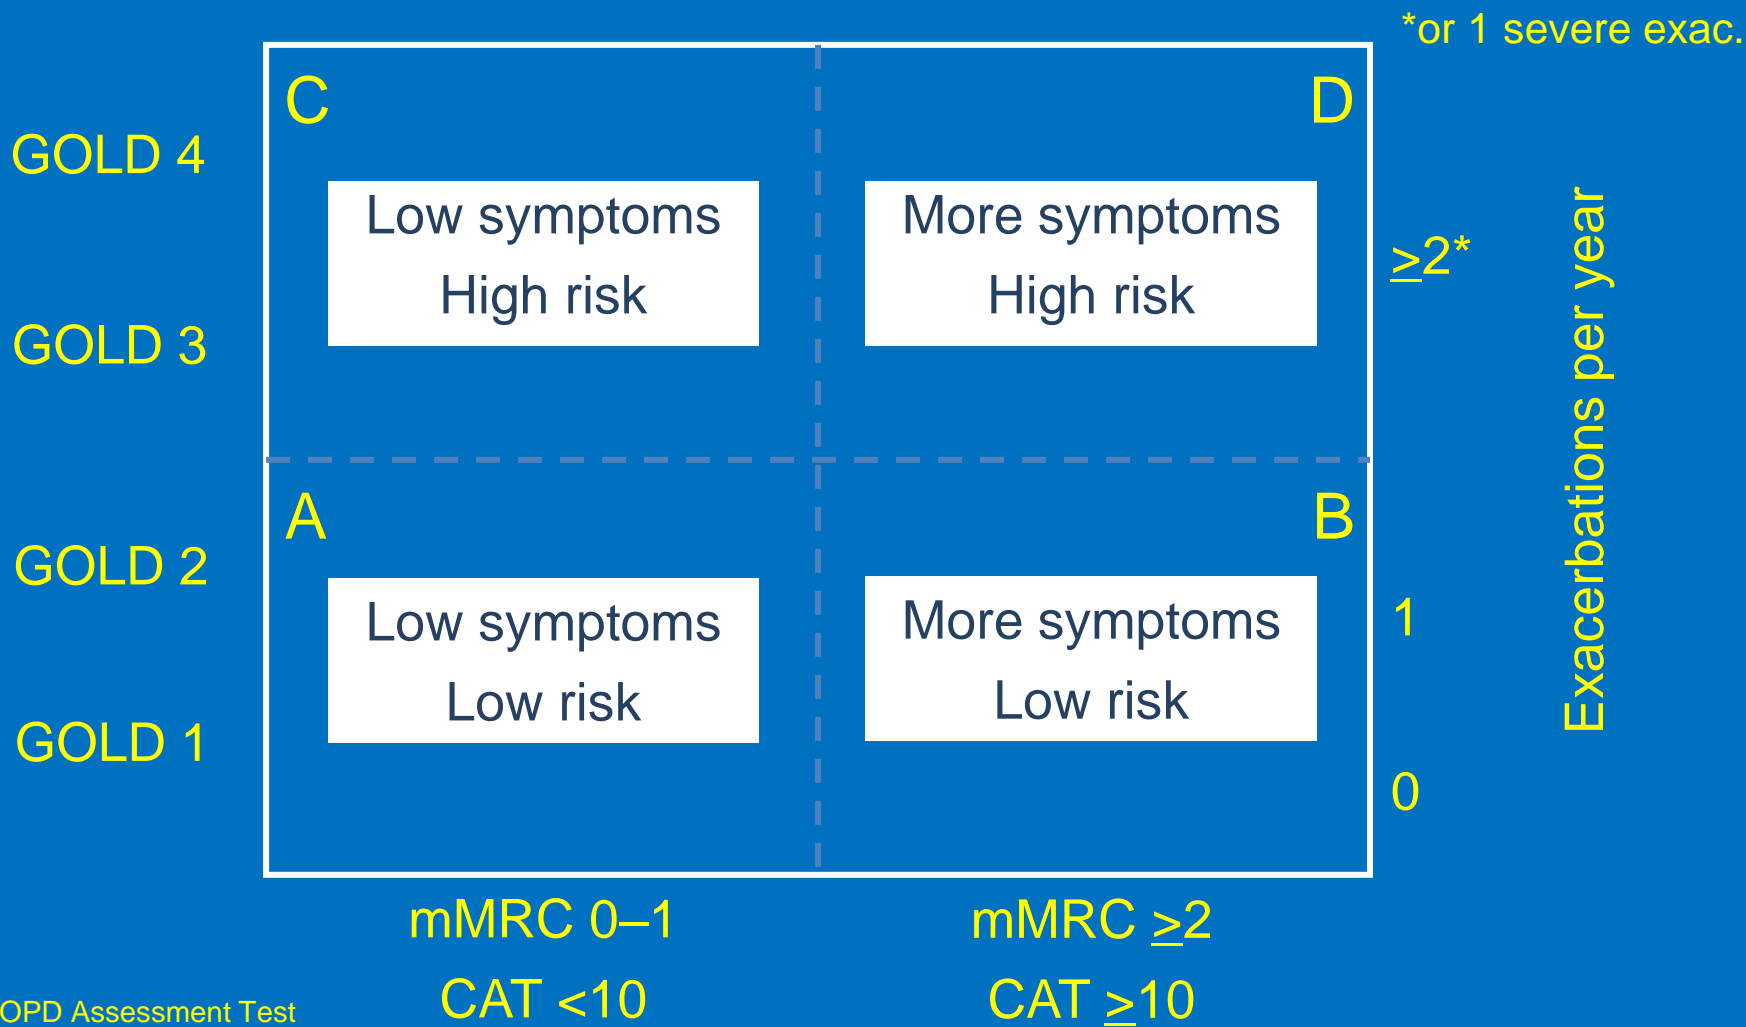 *or 1 severe exac.
C
D
GOLD 4
Low symptoms
High risk
More symptoms
High risk
≥2*
GOLD 3
Exacerbations per year
A
B
GOLD 2
Low symptoms
Low risk
More symptoms
Low risk
1
GOLD 1
0
mMRC 0–1
mMRC ≥2
CAT <10
CAT ≥10
OPD Assessment Test